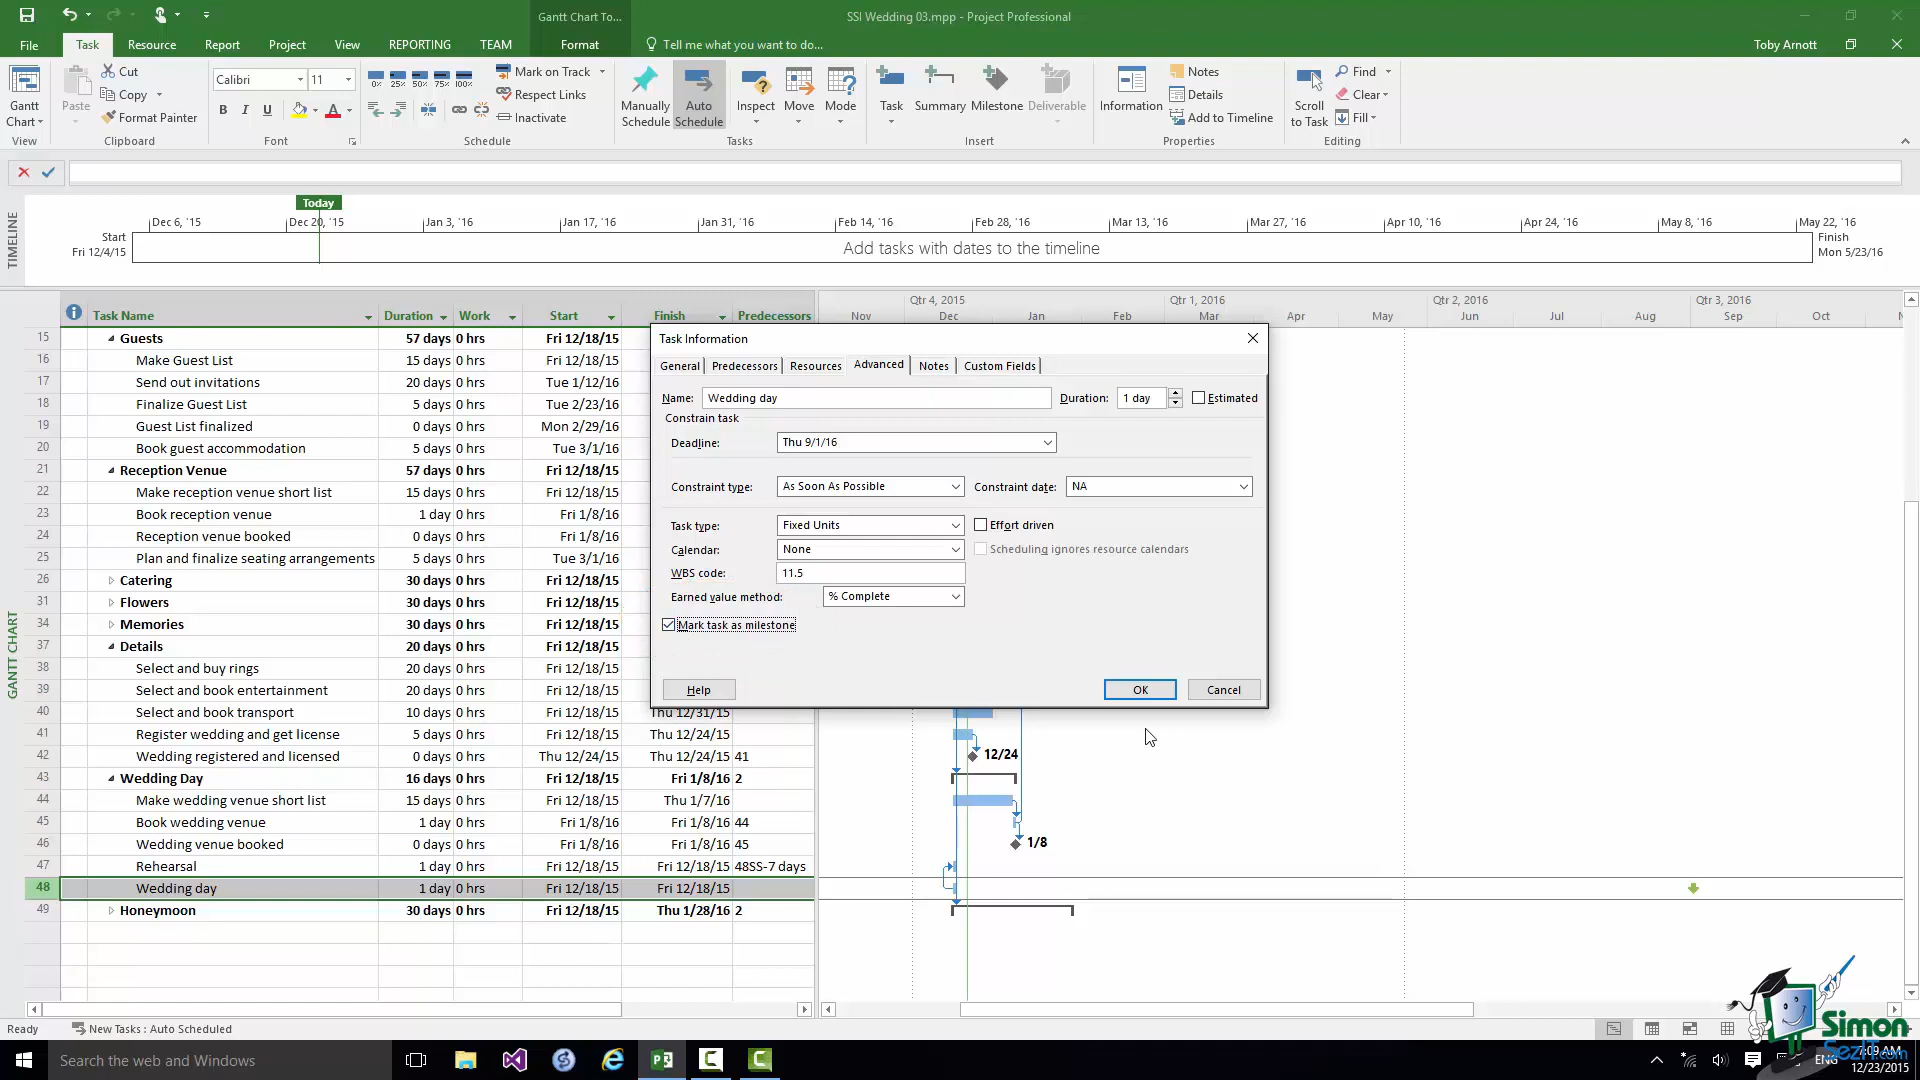 Gantt Chart To...
SSI Wedding 03.mpp - Project Professional
File Task Resource Report Project View REPORTING TEAM Format Tell me what you want to do... Toby Arnott
Gantt Chart
View
Paste
Cut
Copy
Format Painter
Clipboard
Calibri 11
B I U A
Font
0% 25% 50% 75% 100%
Mark on Track
Respect Links
Inactivate
Schedule
Manually Schedule
Auto Schedule
Inspect
Move
Mode
Tasks
Task
Summary
Milestone
Deliverable
Insert
Information
Notes
Details
Add to Timeline
Properties
Scroll to Task
Find
Clear
Fill
Editing
TIMELINE
Today
Dec 6, '15 Dec 20, '15 Jan 3, '16 Jan 17, '16 Jan 31, '16 Feb 14, '16 Feb 28, '16 Mar 13, '16 Mar 27, '16 Apr 10, '16 Apr 24, '16 May 8, '16 May 22, '16
Start
Fri 12/4/15
Add tasks with dates to the timeline
Finish
Mon 5/23/16
GANTT CHART
Task Name Duration Work Start Finish Predecessors
Qtr 4, 2015 Qtr 1, 2016 Qtr 2, 2016 Qtr 3, 2016
Nov Dec Jan Feb Mar Apr May Jun Jul Aug Sep Oct
15 Guests 57 days 0 hrs Fri 12/18/15
16 Make Guest List 15 days 0 hrs Fri 12/18/15
17 Send out invitations 20 days 0 hrs Tue 1/12/16
18 Finalize Guest List 5 days 0 hrs Tue 2/23/16
19 Guest List finalized 0 days 0 hrs Mon 2/29/16
20 Book guest accommodation 5 days 0 hrs Tue 3/1/16
21 Reception Venue 57 days 0 hrs Fri 12/18/15
22 Make reception venue short list 15 days 0 hrs Fri 12/18/15
23 Book reception venue 1 day 0 hrs Fri 1/8/16
24 Reception venue booked 0 days 0 hrs Fri 1/8/16
25 Plan and finalize seating arrangements 5 days 0 hrs Tue 3/1/16
26 Catering 30 days 0 hrs Fri 12/18/15
31 Flowers 30 days 0 hrs Fri 12/18/15
34 Memories 30 days 0 hrs Fri 12/18/15
37 Details 20 days 0 hrs Fri 12/18/15
38 Select and buy rings 20 days 0 hrs Fri 12/18/15
39 Select and book entertainment 20 days 0 hrs Fri 12/18/15
40 Select and book transport 10 days 0 hrs Fri 12/18/15 Thu 12/31/15
41 Register wedding and get license 5 days 0 hrs Fri 12/18/15 Thu 12/24/15
42 Wedding registered and licensed 0 days 0 hrs Thu 12/24/15 Thu 12/24/15 41
12/24
43 Wedding Day 16 days 0 hrs Fri 12/18/15 Fri 1/8/16 2
44 Make wedding venue short list 15 days 0 hrs Fri 12/18/15 Thu 1/7/16
45 Book wedding venue 1 day 0 hrs Fri 1/8/16 Fri 1/8/16 44
46 Wedding venue booked 0 days 0 hrs Fri 1/8/16 Fri 1/8/16 45
1/8
47 Rehearsal 1 day 0 hrs Fri 12/18/15 Fri 12/18/15 48SS-7 days
48 Wedding day 1 day 0 hrs Fri 12/18/15 Fri 12/18/15
49 Honeymoon 30 days 0 hrs Fri 12/18/15 Thu 1/28/16 2
Task Information
General Predecessors Resources Advanced Notes Custom Fields
Name: Wedding day Duration: 1 day Estimated
Constrain task
Deadline: Thu 9/1/16
Constraint type: As Soon As Possible Constraint date: NA
Task type: Fixed Units Effort driven
Calendar: None Scheduling ignores resource calendars
WBS code: 11.5
Earned value method: % Complete
Mark task as milestone
Help OK Cancel
Ready New Tasks : Auto Scheduled
Simon
SezIT.com
Search the web and Windows
ENG
7:09 AM
12/23/2015